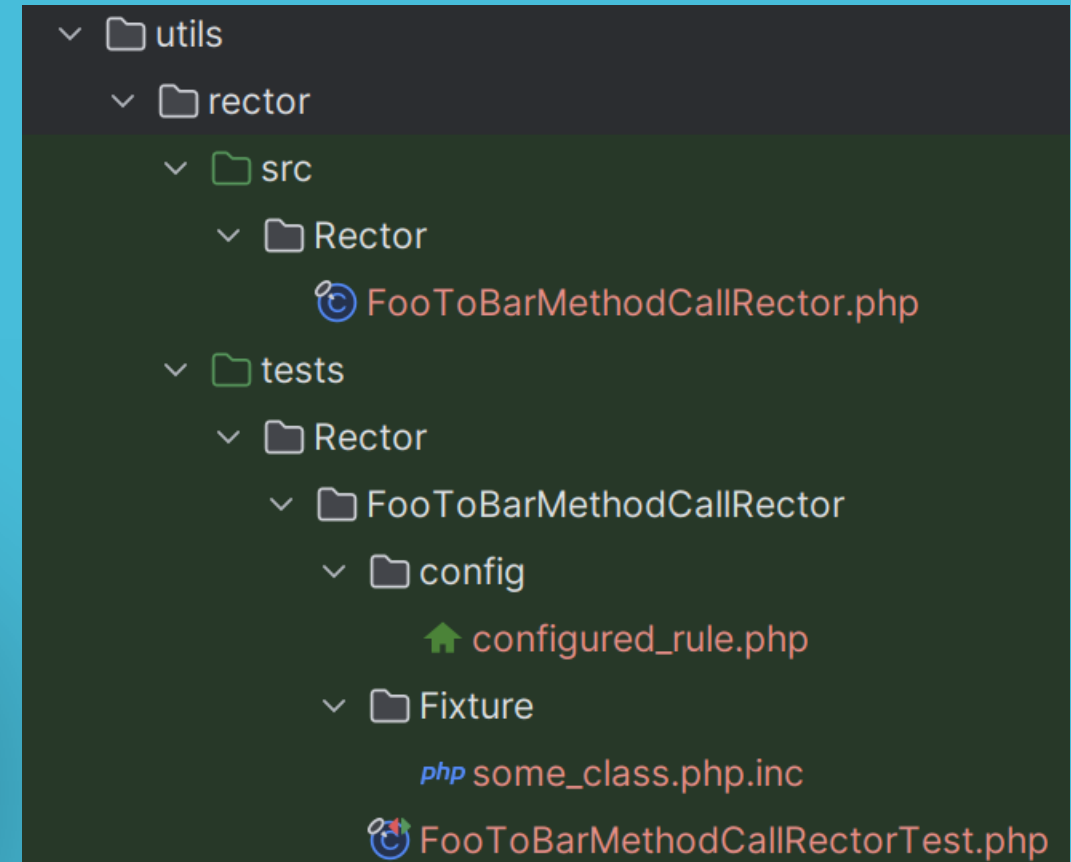 utils
rector
src
Rector
FooToBarMethodCallRector.php
tests
Rector
FooToBarMethodCallRector
config
configured_rule.php
Fixture
php some_class.php.inc
FooToBarMethodCallRectorTest.php